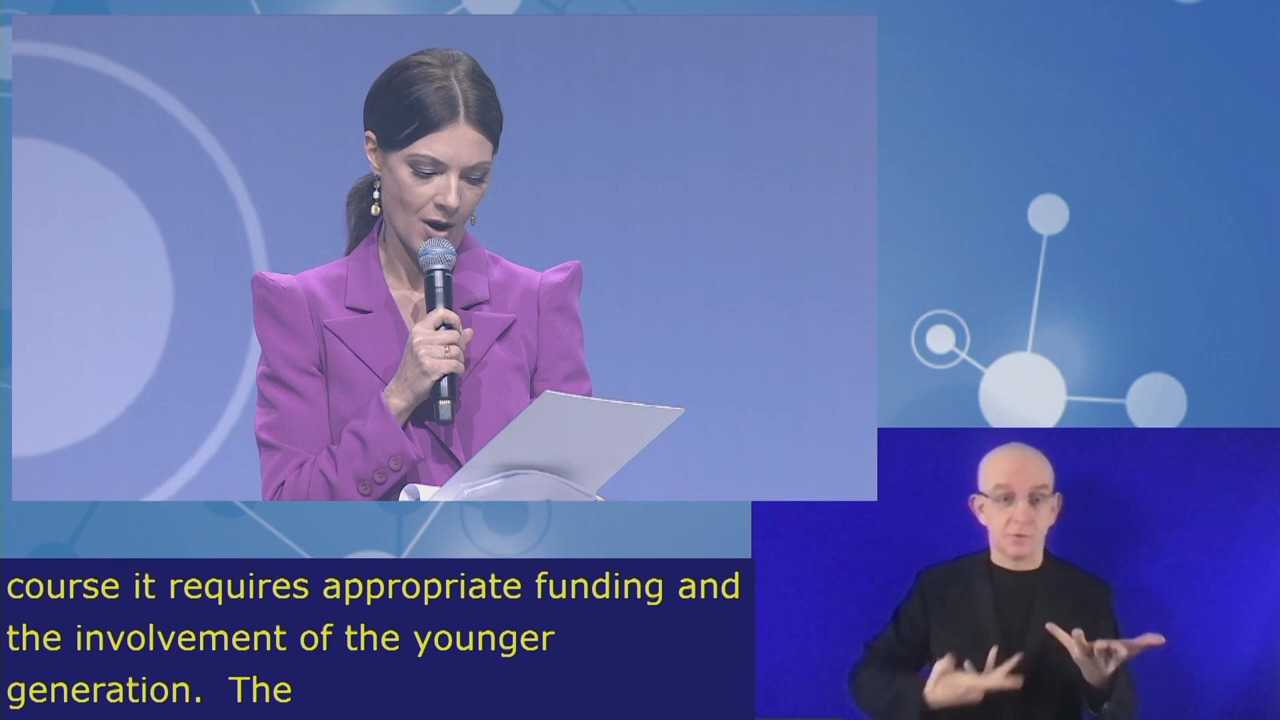 course it requires appropriate funding and
the involvement of the younger
generation.  The